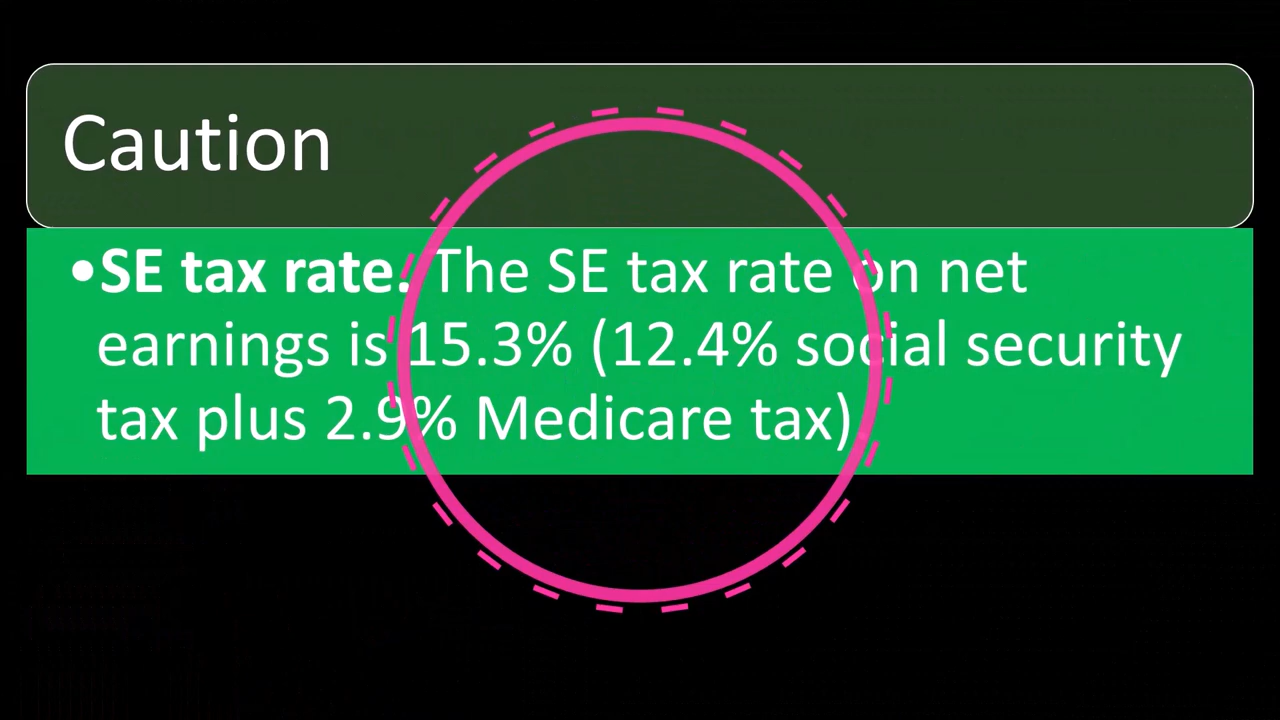 Caution
•SE tax rate. The SE tax rate on net
earnings is 15.3% (12.4% social security
tax plus 2.9% Medicare tax).